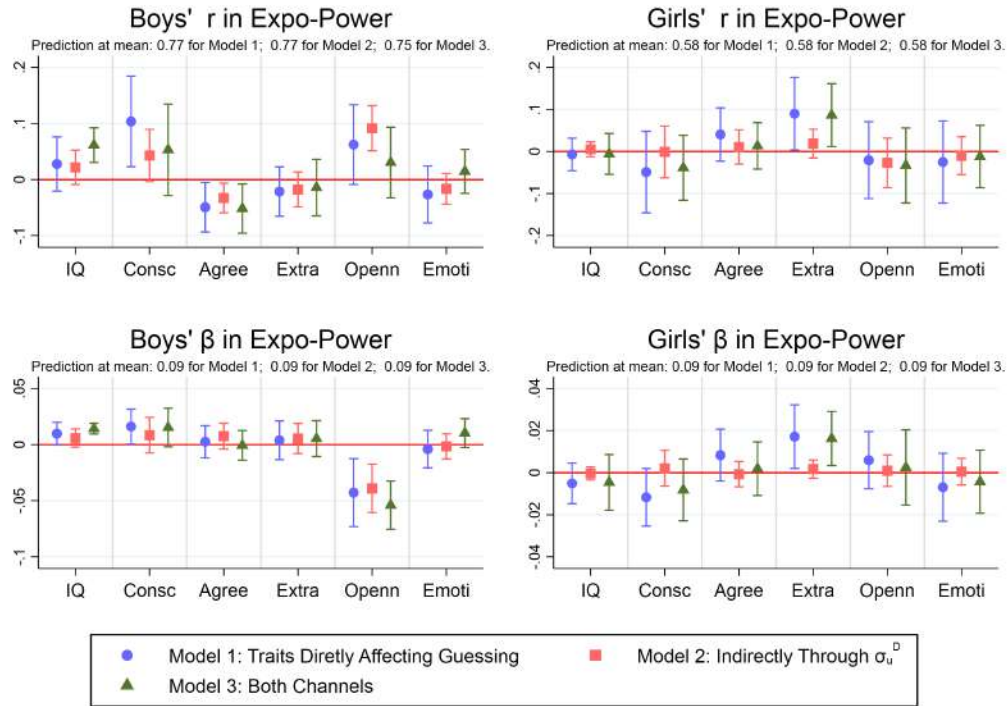 Boys' r in Expo-Power
Prediction at mean: 0.77 for Model 1; 0.77 for Model 2; 0.75 for Model 3.
.2
.1
0
-.1
IQ Consc Agree Extra Openn Emoti
Girls' r in Expo-Power
Prediction at mean: 0.58 for Model 1; 0.58 for Model 2; 0.58 for Model 3.
.2
.1
0
-.1
-.2
IQ Consc Agree Extra Openn Emoti
Boys' β in Expo-Power
Prediction at mean: 0.09 for Model 1; 0.09 for Model 2; 0.09 for Model 3.
.05
0
-.05
-.1
IQ Consc Agree Extra Openn Emoti
Girls' β in Expo-Power
Prediction at mean: 0.09 for Model 1; 0.09 for Model 2; 0.09 for Model 3.
.04
.02
0
-.02
-.04
IQ Consc Agree Extra Openn Emoti
Model 1: Traits Diretly Affecting Guessing
Model 2: Indirectly Through σᵤᴰ
Model 3: Both Channels